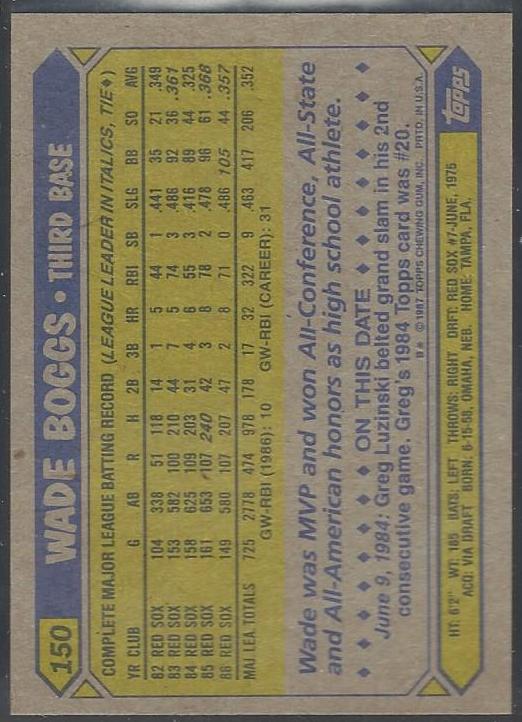 150 WADE BOGGS • THIRD BASE
COMPLETE MAJOR LEAGUE BATTING RECORD (LEAGUE LEADER IN ITALICS, TIE♦)
YR CLUB G AB R H 2B 3B HR RBI SB SLG BB SO AVG
82 RED SOX 104 338 51 118 14 1 5 44 1 .441 35 21 .349
83 RED SOX 153 582 100 210 44 7 5 74 3 .486 92 36 .361
84 RED SOX 158 625 109 203 31 4 6 55 3 .416 89 44 .325
85 RED SOX 161 653 107 240 42 3 8 78 2 .478 96 61 .368
86 RED SOX 149 580 107 207 47 2 8 71 0 .486 105 44 .357
MAJ LEA. TOTALS 725 2778 474 978 178 17 32 322 9 .463 417 206 .352
GW-RBI (1986): 10 GW-RBI (CAREER): 31
Wade was MVP and won All-Conference, All-State
and All-American honors as high school athlete.
♦ ♦ ♦ ♦ ♦ ♦ ♦ ON THIS DATE ♦ ♦ ♦ ♦ ♦ ♦ ♦
June 9, 1984: Greg Luzinski belted grand slam in his 2nd
consecutive game. Greg's 1984 Topps card was #20.
B* © 1987 TOPPS CHEWING GUM, INC. PRTD. IN U.S.A.
HT: 6'2" WT: 185 BATS: LEFT THROWS: RIGHT DRFT: RED SOX #7-JUNE, 1976
ACQ: VIA DRAFT BORN: 6-15-58, OMAHA, NEB. HOME: TAMPA, FLA.
TOPPS